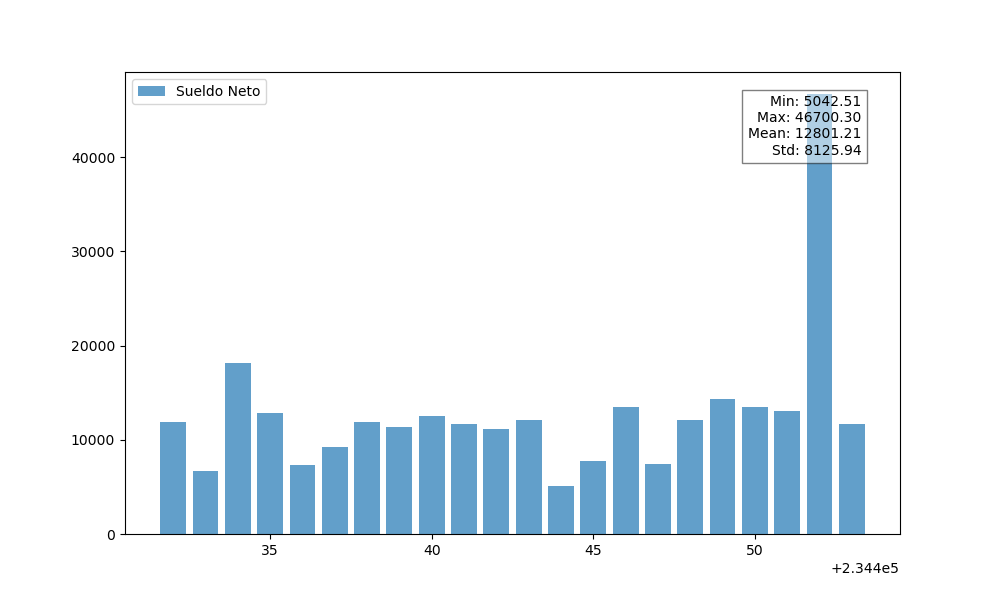 Sueldo Neto
Min: 5042.51
Max: 46700.30
Mean: 12801.21
Std: 8125.94
40000
30000
20000
10000
0
35 40 45 50
+2.344e5